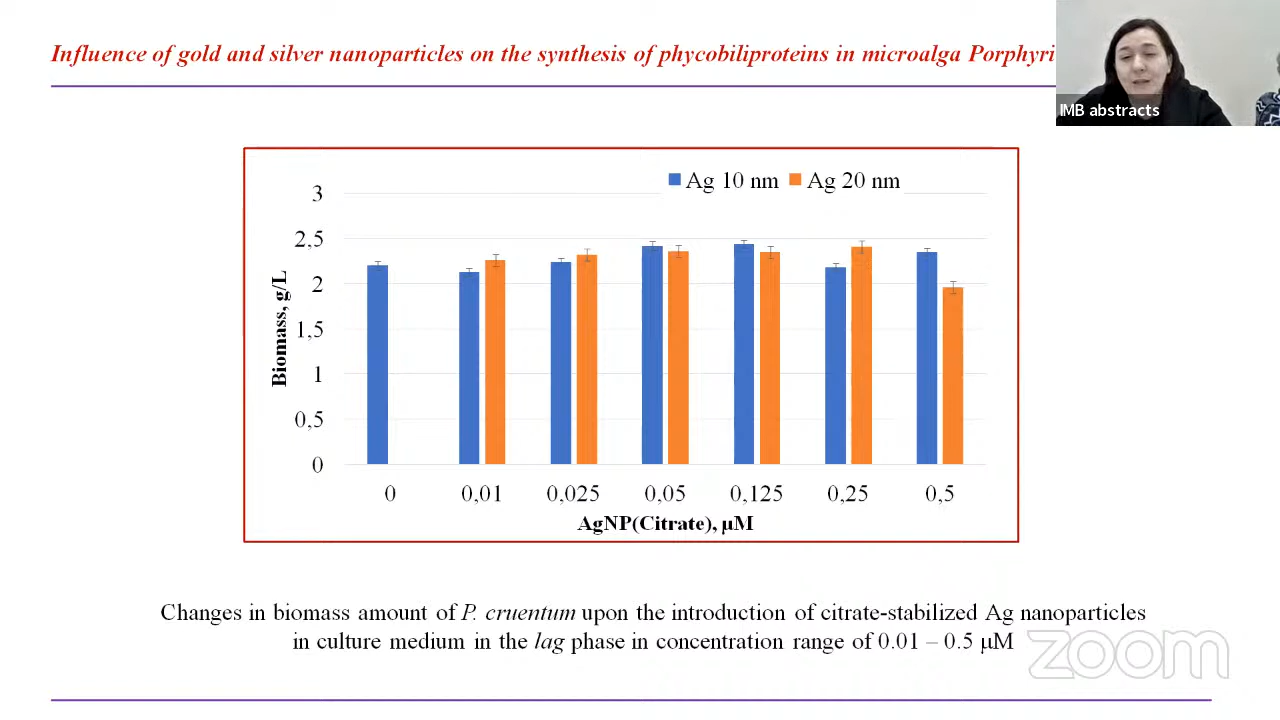 Influence of gold and silver nanoparticles on the synthesis of phycobiliproteins in microalga Porphyri
IMB abstracts
Ag 10 nm Ag 20 nm
3
2,5
2
1,5
1
0,5
0
Biomass, g/L
0 0,01 0,025 0,05 0,125 0,25 0,5
AgNP(Citrate), µM
Changes in biomass amount of P. cruentum upon the introduction of citrate-stabilized Ag nanoparticles
in culture medium in the lag phase in concentration range of 0.01 – 0.5 µM
zoom